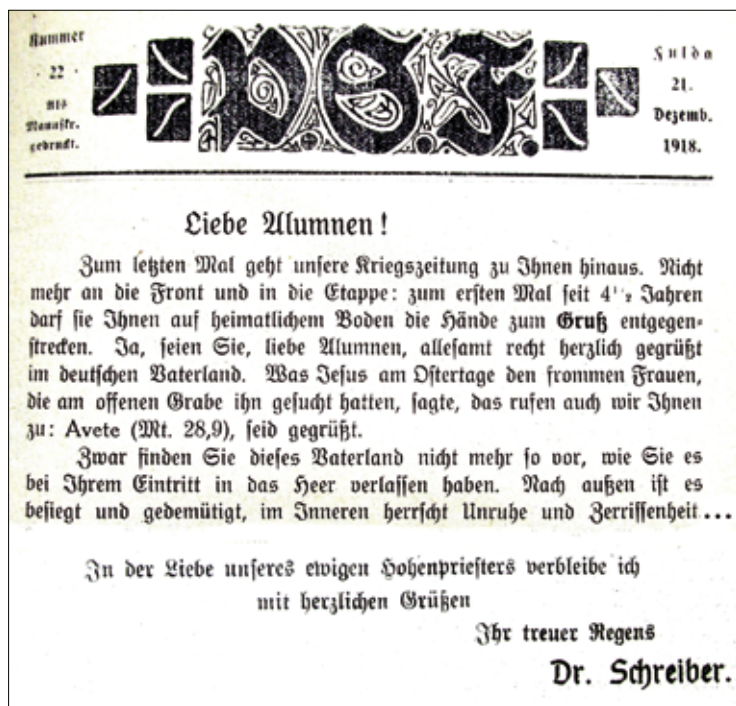 Nummer
· 22 ·
Als
Manuskr.
gedruckt.
P.S.F.
Fulda
21.
Dezemb.
1918.
Liebe Alumnen!
Zum letzten Mal geht unsere Kriegszeitung zu Ihnen hinaus. Nicht
mehr an die Front und in die Etappe: zum ersten Mal seit 4½ Jahren
darf sie Ihnen auf heimatlichem Boden die Hände zum Gruß entgegen-
strecken. Ja, seien Sie, liebe Alumnen, allesamt recht herzlich gegrüßt
im deutschen Vaterland. Was Jesus am Ostertage den frommen Frauen,
die am offenen Grabe ihn gesucht hatten, sagte, das rufen auch wir Ihnen
zu: Avete (Mt. 28,9), seid gegrüßt.
Zwar finden Sie dieses Vaterland nicht mehr so vor, wie Sie es
bei Ihrem Eintritt in das Heer verlassen haben. Nach außen ist es
besiegt und gedemütigt, im Inneren herrscht Unruhe und Zerrissenheit ...
In der Liebe unseres ewigen Hohenpriesters verbleibe ich
mit herzlichen Grüßen
Ihr treuer Regens
Dr. Schreiber.